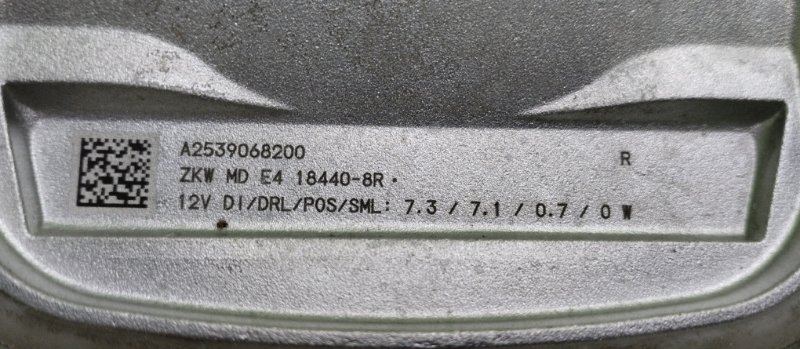 A2539068200 R
ZKW MD E4 18440-8R.
12V DI/DRL/POS/SML: 7.3 / 7.1 / 0.7 / 0 W